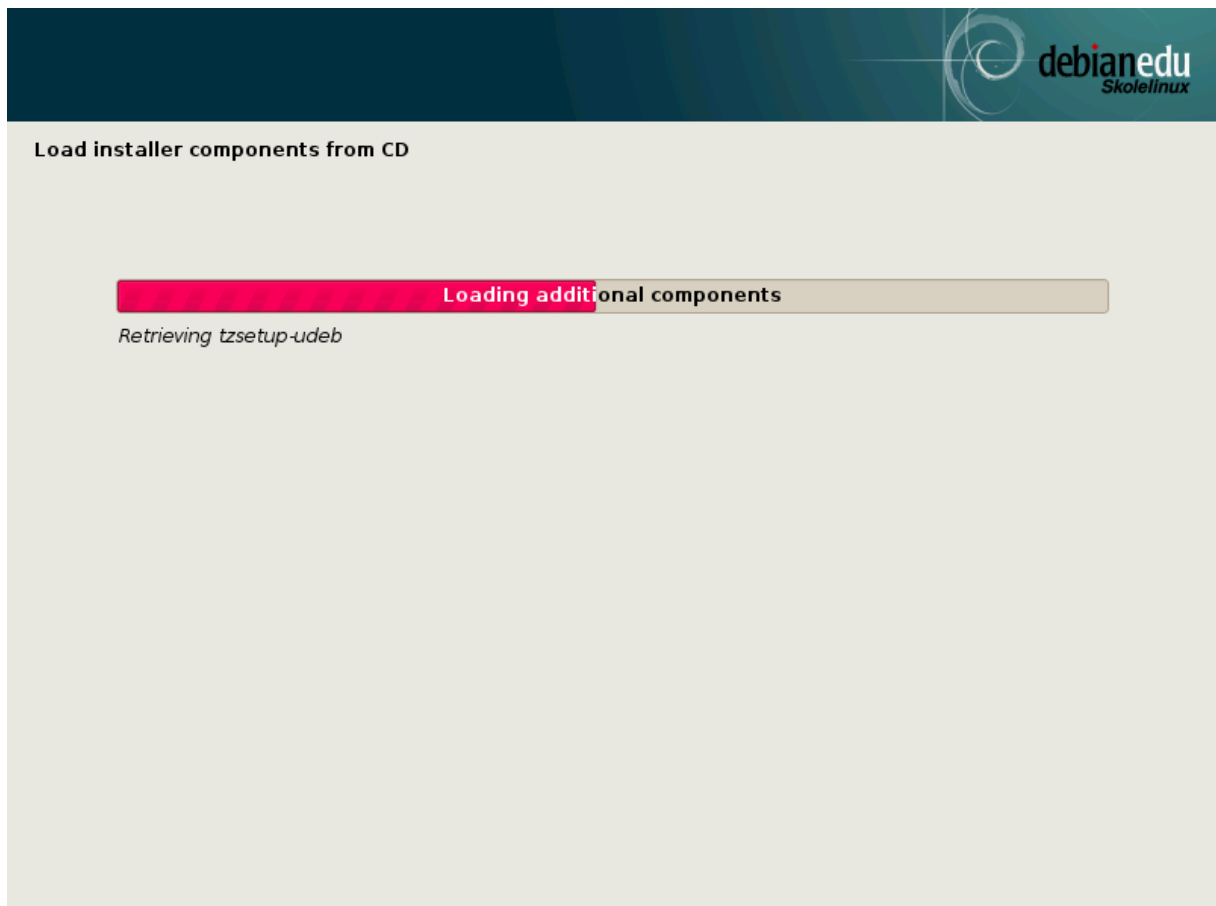 debianedu
Skolelinux
Load installer components from CD
Loading additional components
Retrieving tzsetup-udeb